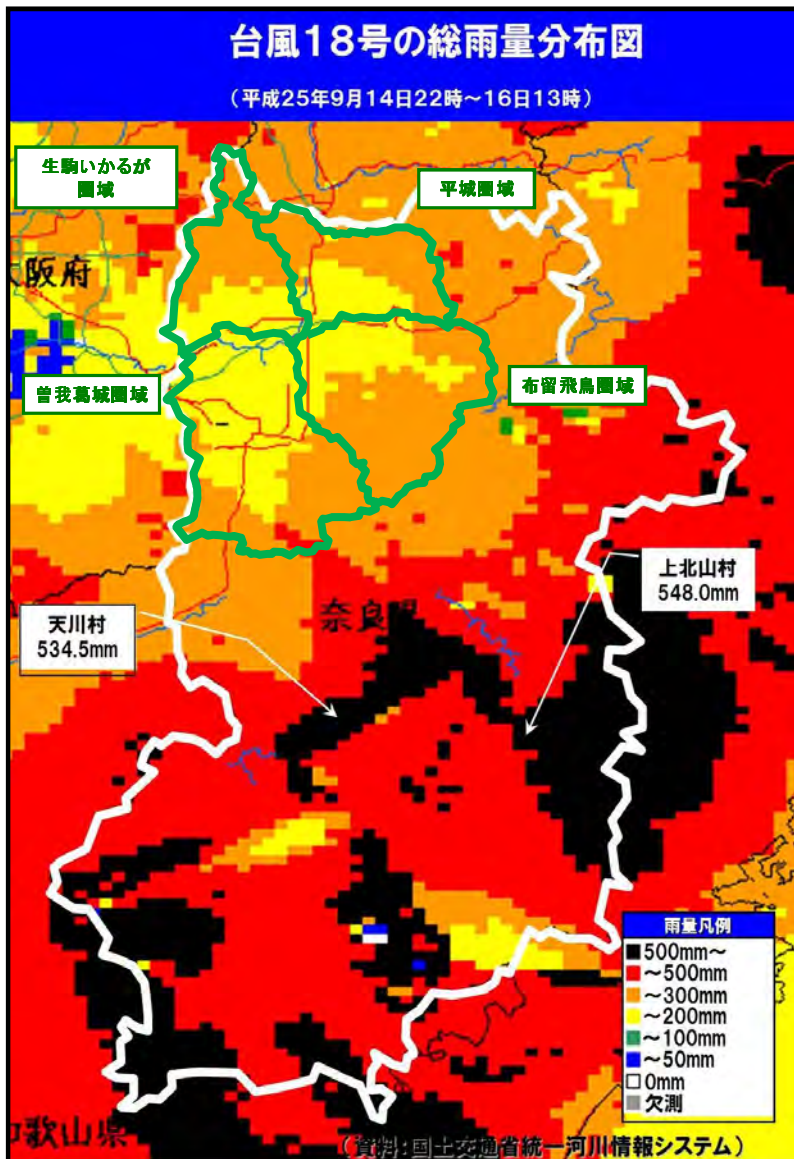 台風18号の総雨量分布図
（平成25年9月14日22時～16日13時）
生駒いかるが
圏域
平城圏域
阪府
曽我葛城圏域
布留飛鳥圏域
上北山村
548.0mm
天川村
534.5mm
奈良
雨量凡例
500mm～
～500mm
～300mm
～200mm
～100mm
～50mm
0mm
欠測
歌山県
（資料：国土交通省統一河川情報システム）